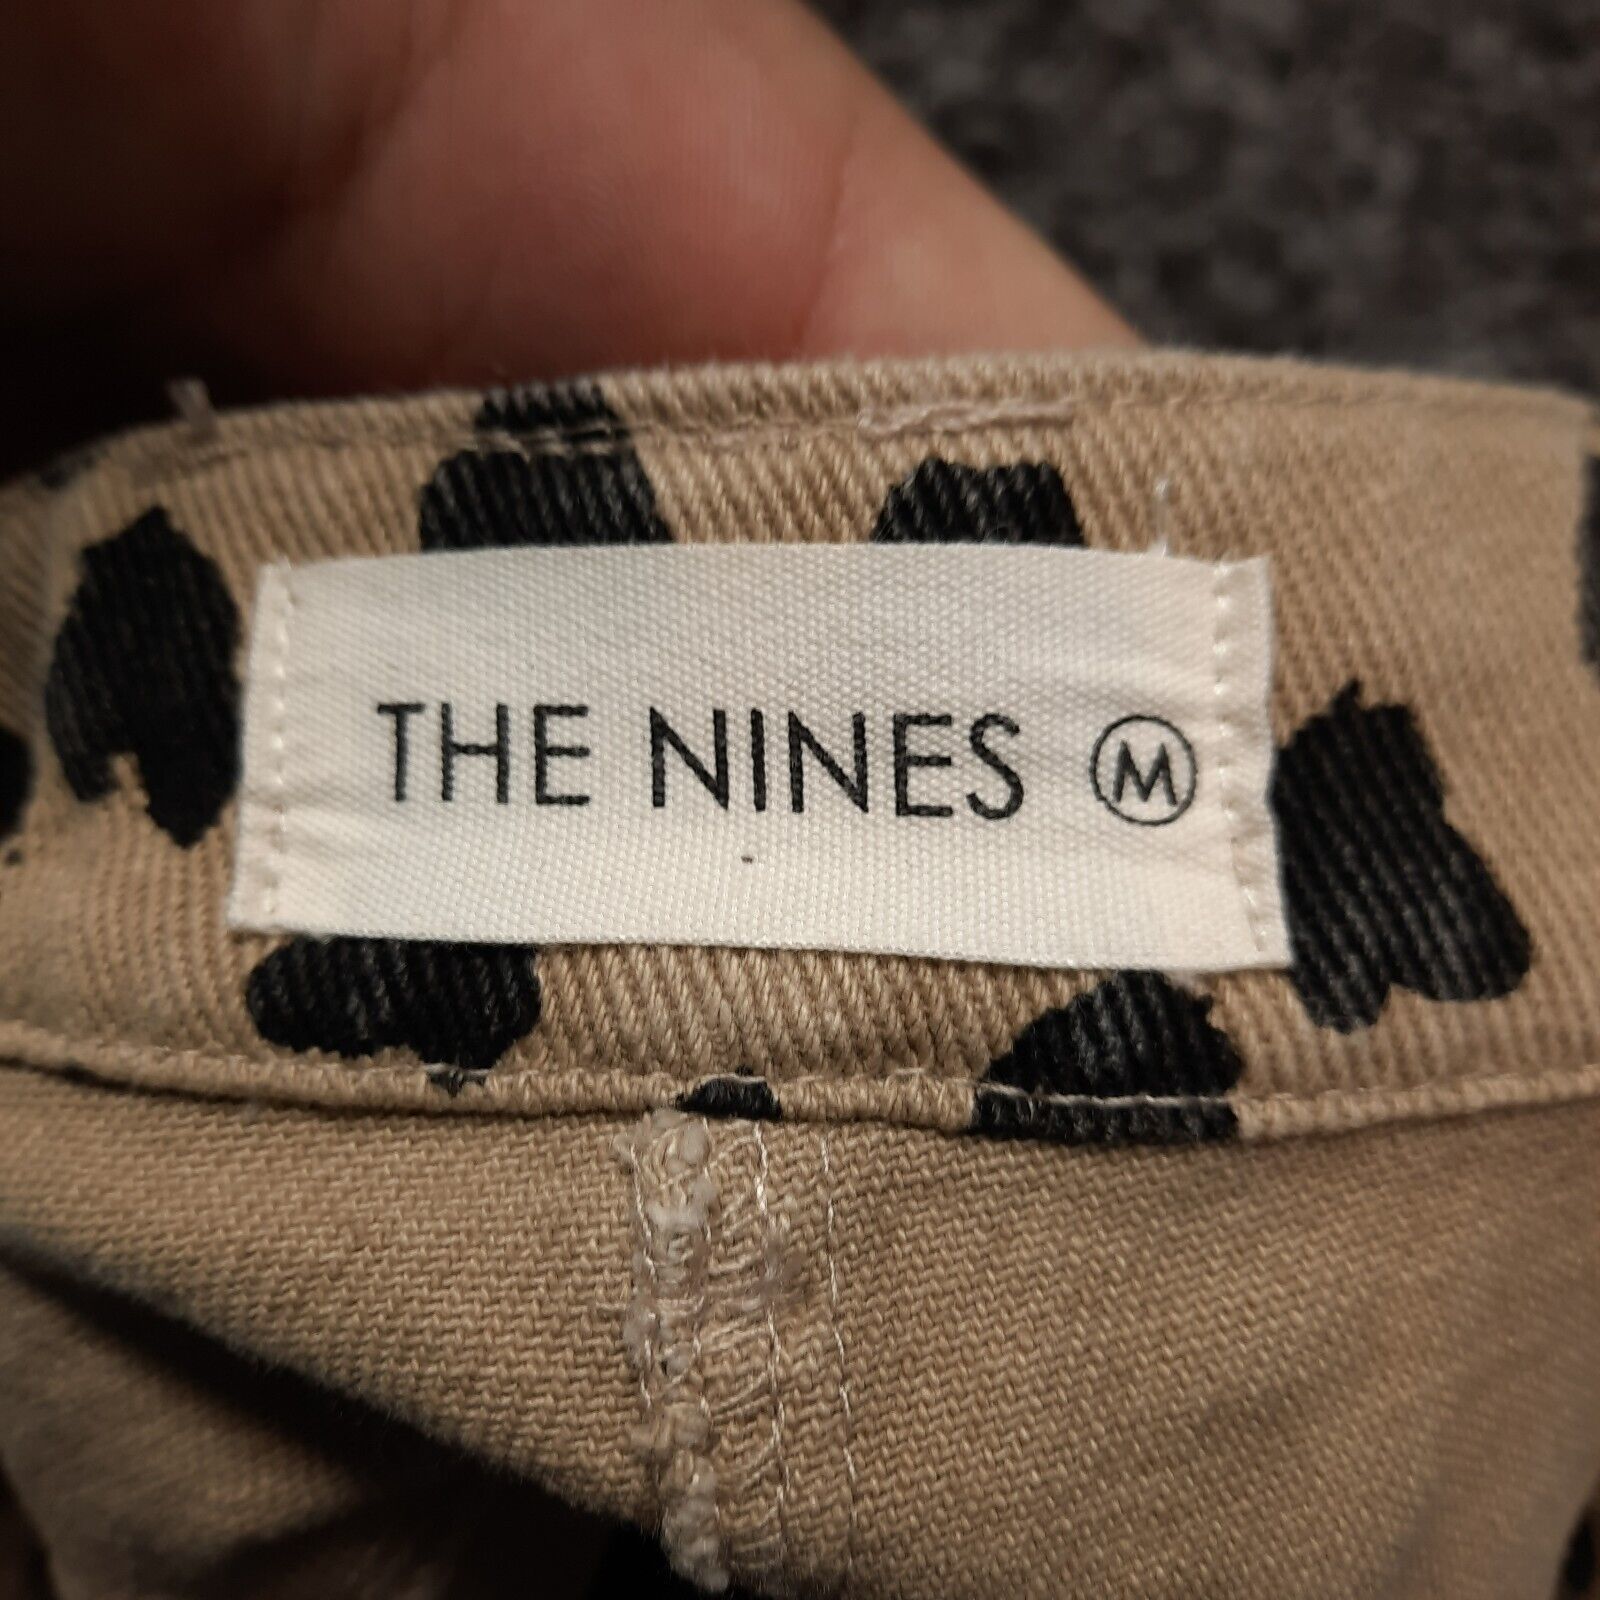 THE NINES M